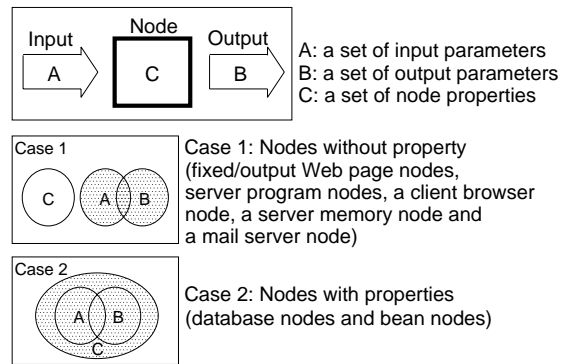 Input
Node
Output
A
C
B
A: a set of input parameters
B: a set of output parameters
C: a set of node properties
Case 1
C
A
B
Case 1: Nodes without property
(fixed/output Web page nodes,
server program nodes, a client browser
node, a server memory node and
a mail server node)
Case 2
A
B
C
Case 2: Nodes with properties
(database nodes and bean nodes)